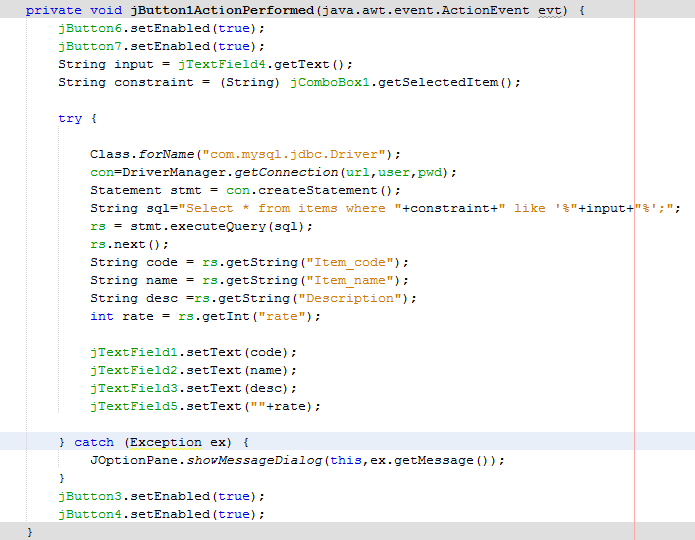 private void jButton1ActionPerformed(java.awt.event.ActionEvent evt) {
jButton6.setEnabled(true);
jButton7.setEnabled(true);
String input = jTextField4.getText();
String constraint = (String) jComboBox1.getSelectedItem();
try {
Class.forName("com.mysql.jdbc.Driver");
con=DriverManager.getConnection(url,user,pwd);
Statement stmt = con.createStatement();
String sql="Select * from items where "+constraint+" like '%"+input+"%';";
rs = stmt.executeQuery(sql);
rs.next();
String code = rs.getString("Item_code");
String name = rs.getString("Item_name");
String desc =rs.getString("Description");
int rate = rs.getInt("rate");
jTextField1.setText(code);
jTextField2.setText(name);
jTextField3.setText(desc);
jTextField5.setText(""+rate);
} catch (Exception ex) {
JOptionPane.showMessageDialog(this,ex.getMessage());
}
jButton3.setEnabled(true);
jButton4.setEnabled(true);
}